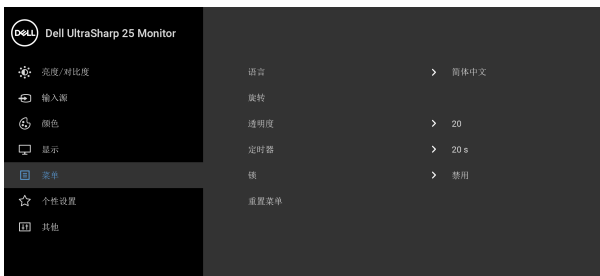 DELL Dell UltraSharp 25 Monitor
亮度/对比度
输入源
颜色
显示
菜单
个性设置
其他
语言 > 简体中文
旋转
透明度 > 20
定时器 > 20 s
锁 > 禁用
重置菜单